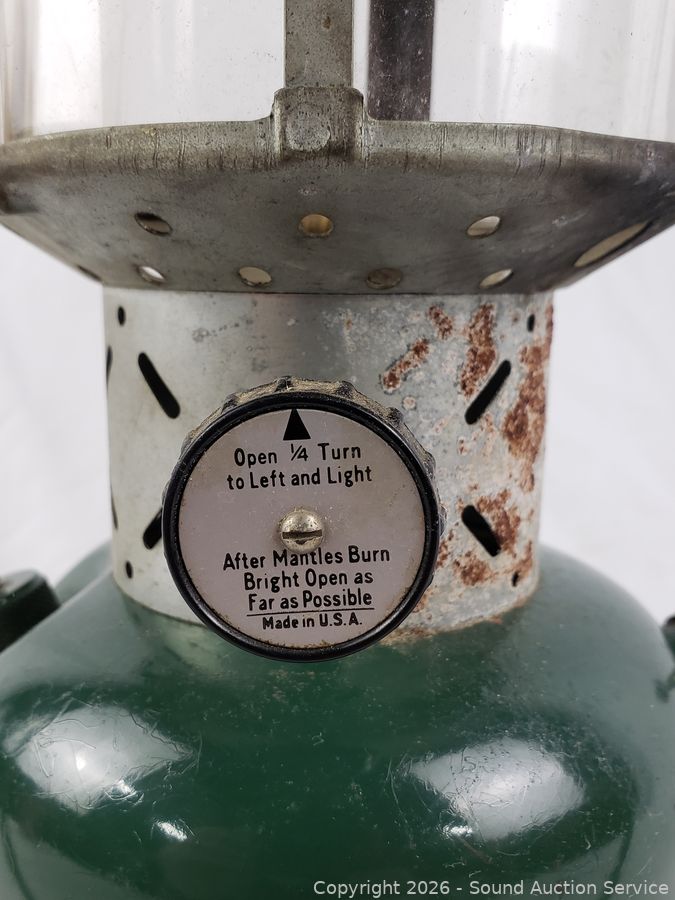 Open 1/4 Turn
to Left and Light
After Mantles Burn
Bright Open as
Far as Possible
Made in U.S.A.
Copyright 2026 - Sound Auction Service